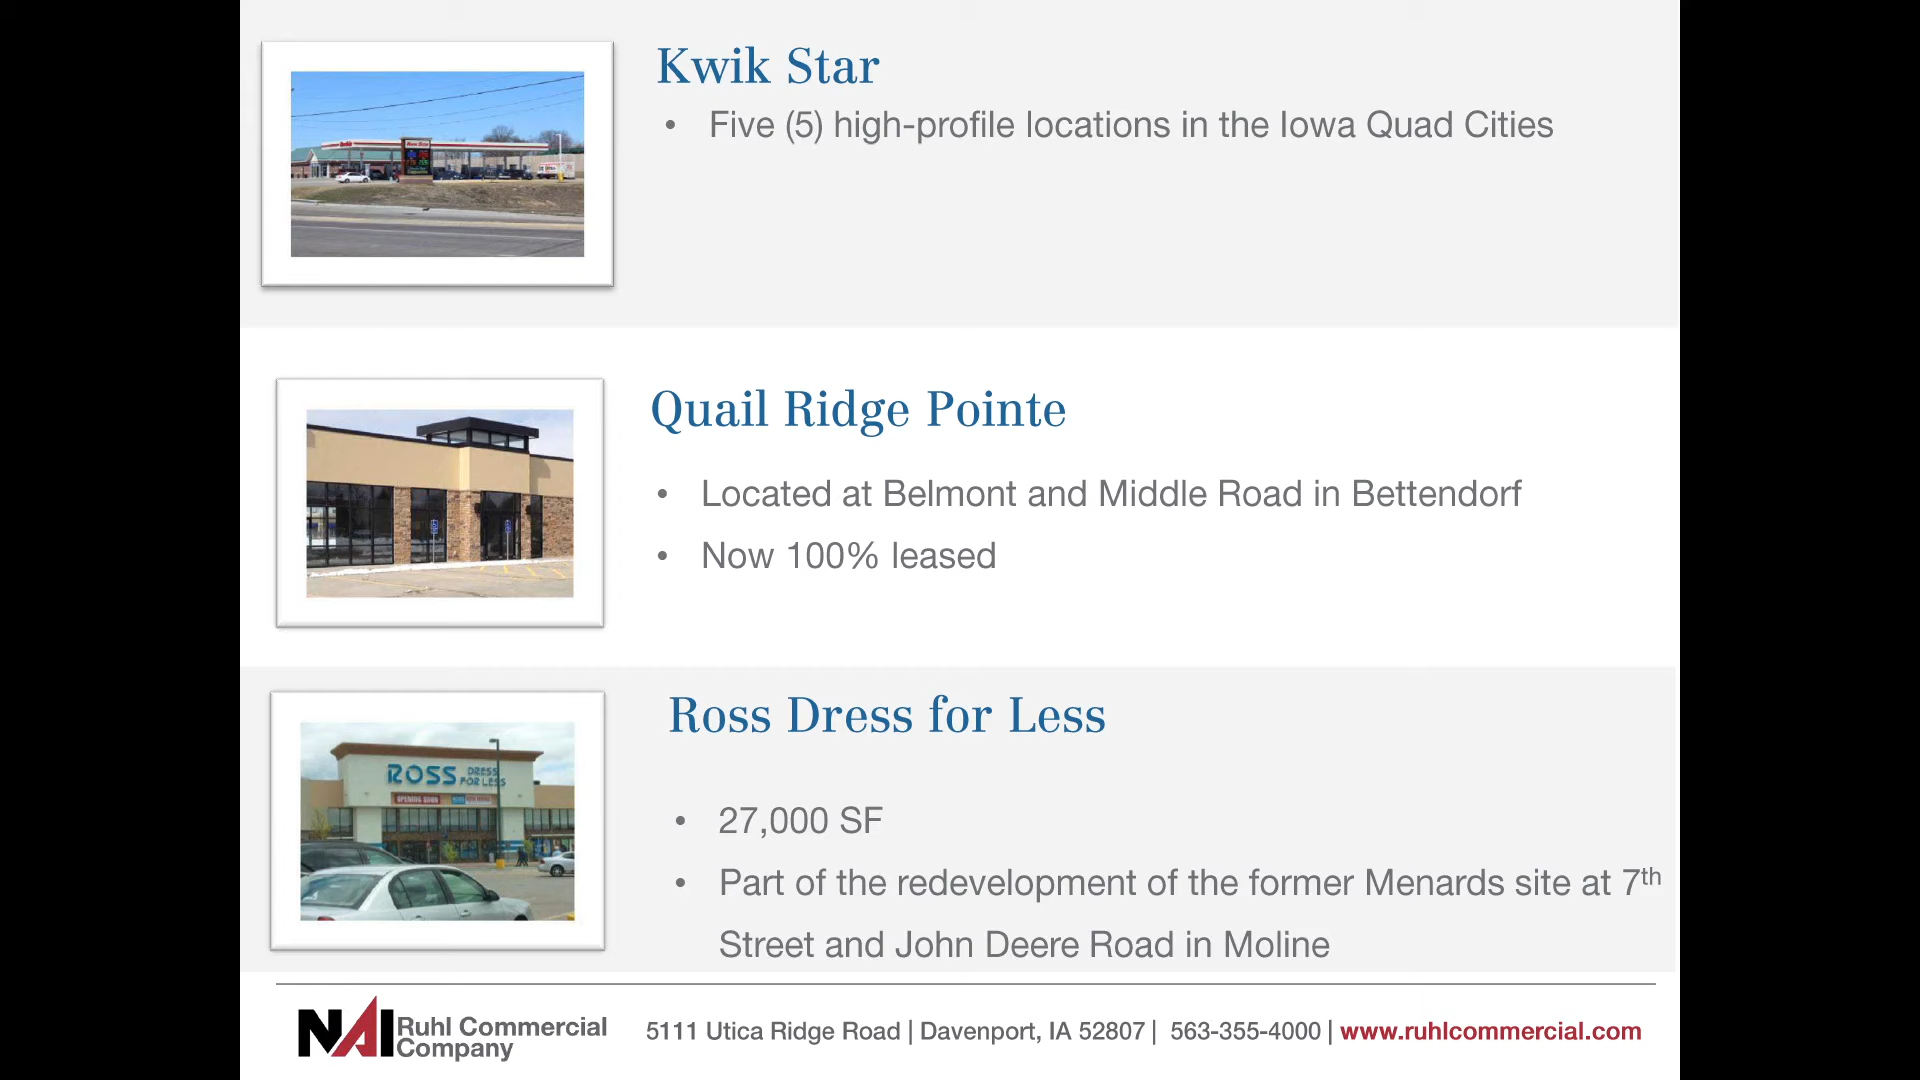 Kwik Star
• Five (5) high-profile locations in the Iowa Quad Cities
Quail Ridge Pointe
• Located at Belmont and Middle Road in Bettendorf
• Now 100% leased
ROSS DRESS FOR LESS
OPENING SOON
Ross Dress for Less
• 27,000 SF
• Part of the redevelopment of the former Menards site at 7th
Street and John Deere Road in Moline
NAI Ruhl Commercial
Company
5111 Utica Ridge Road | Davenport, IA 52807 | 563-355-4000 | www.ruhlcommercial.com